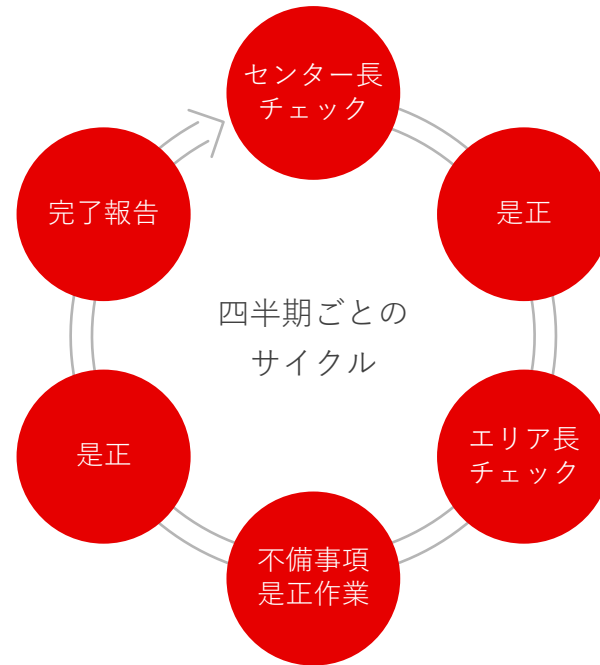 センター長
チェック
是正
エリア長
チェック
不備事項
是正作業
是正
完了報告
四半期ごとの
サイクル